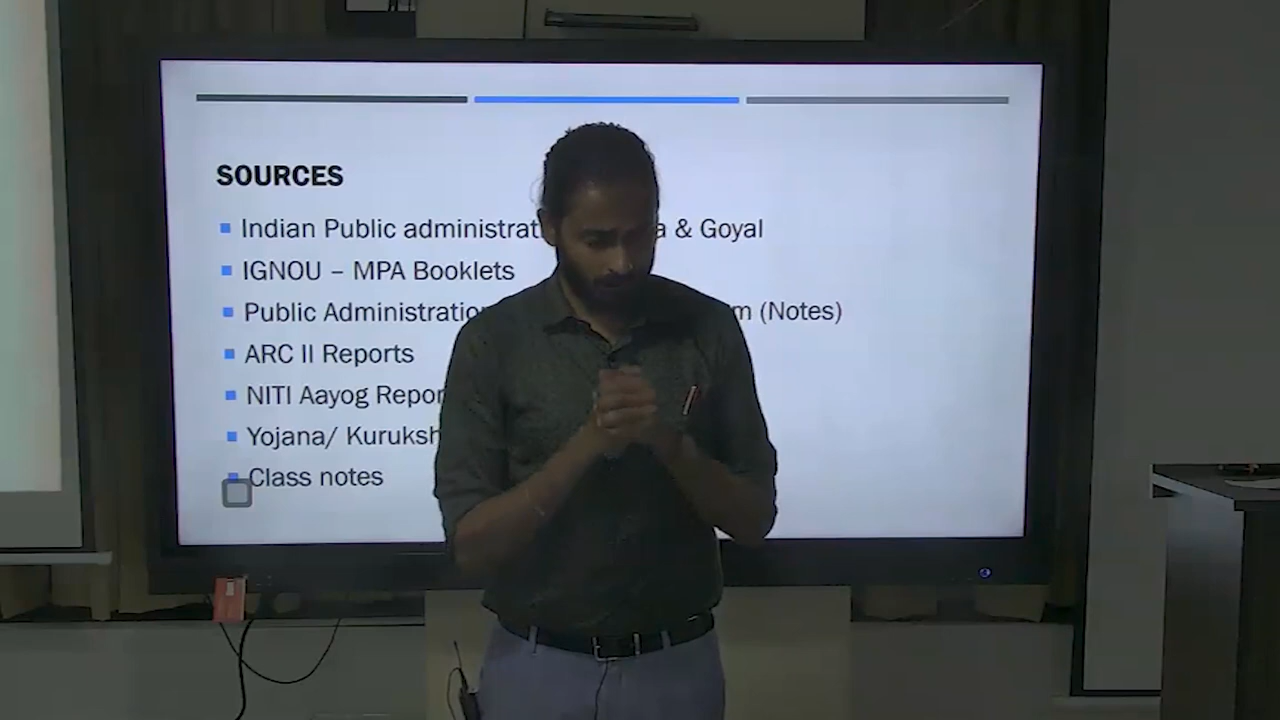 SOURCES
Indian Public administrat a & Goyal
IGNOU – MPA Booklets
Public Administratio m (Notes)
ARC II Reports
NITI Aayog Repor
Yojana/ Kuruksh
Class notes